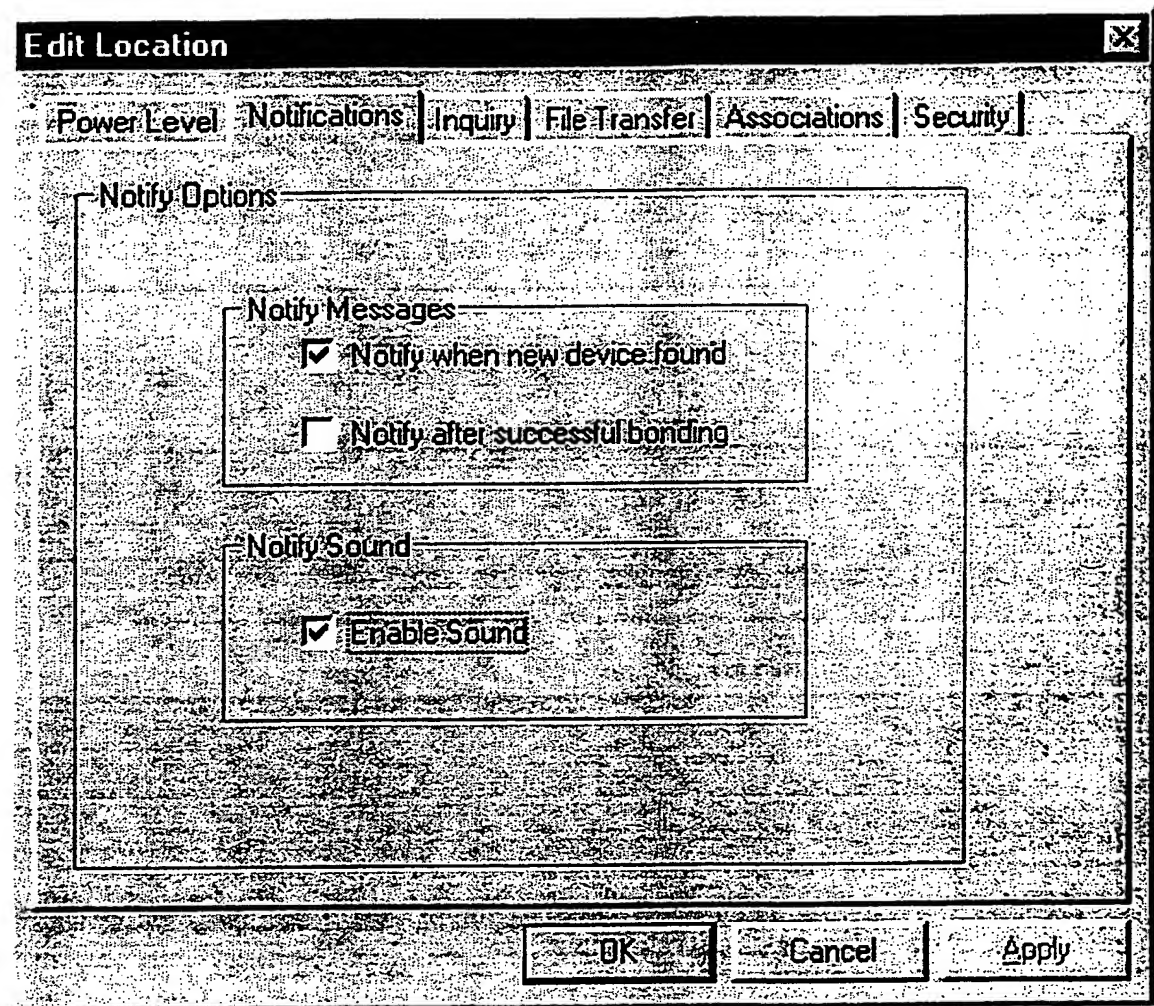 Edit Location
Power Level Notifications Inquiry File Transfer Associations Security
Notify Options
Notify Messages
Notify when new device found
Notify after successful bonding
Notify Sound
Enable Sound
OK Cancel Apply